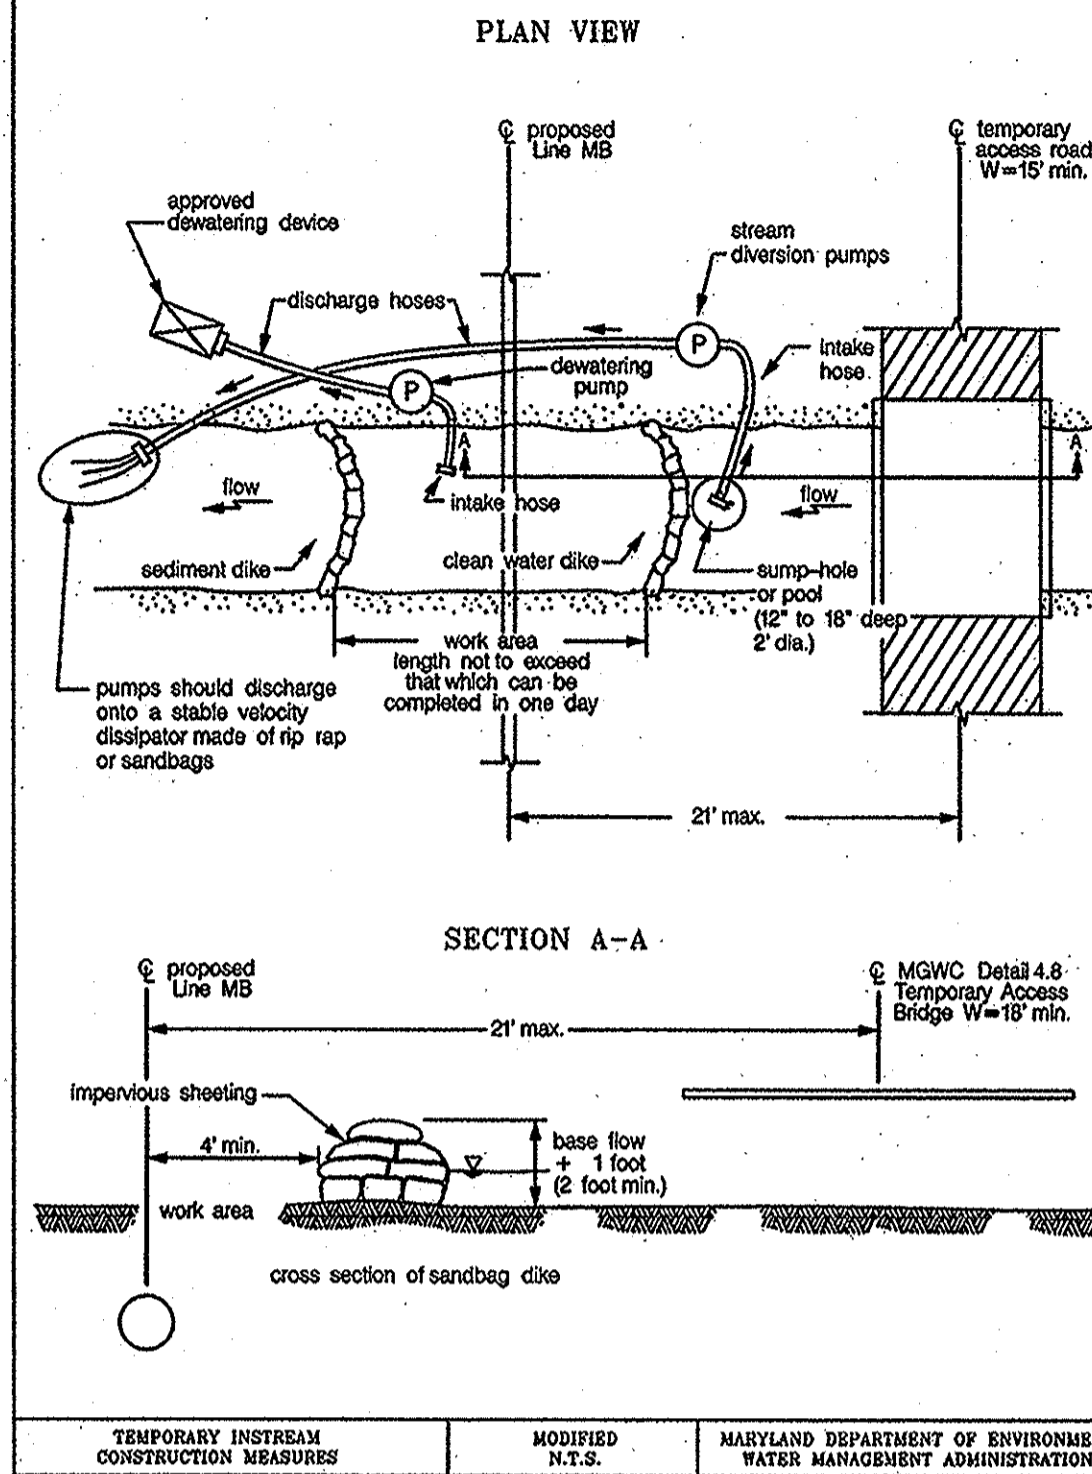 PLAN VIEW
℄ proposed
Line MB
℄ temporary
access road
W=15' min.
approved
dewatering device
stream
diversion pumps
discharge hoses
P
intake
hose
dewatering
pump
P
A
A
flow
intake hose
flow
sediment dike
clean water dike
sump-hole
or pool
(12" to 18" deep
2' dia.)
work area
length not to exceed
that which can be
completed in one day
pumps should discharge
onto a stable velocity
dissipator made of rip rap
or sandbags
21' max.
SECTION A-A
℄ proposed
Line MB
℄ MGWC Detail 4.8
Temporary Access
Bridge W=18' min.
21' max.
impervious sheeting
4' min.
base flow
+ 1 foot
(2 foot min.)
work area
cross section of sandbag dike
TEMPORARY INSTREAM
CONSTRUCTION MEASURES
MODIFIED
N.T.S.
MARYLAND DEPARTMENT OF ENVIRONME
WATER MANAGEMENT ADMINISTRATION